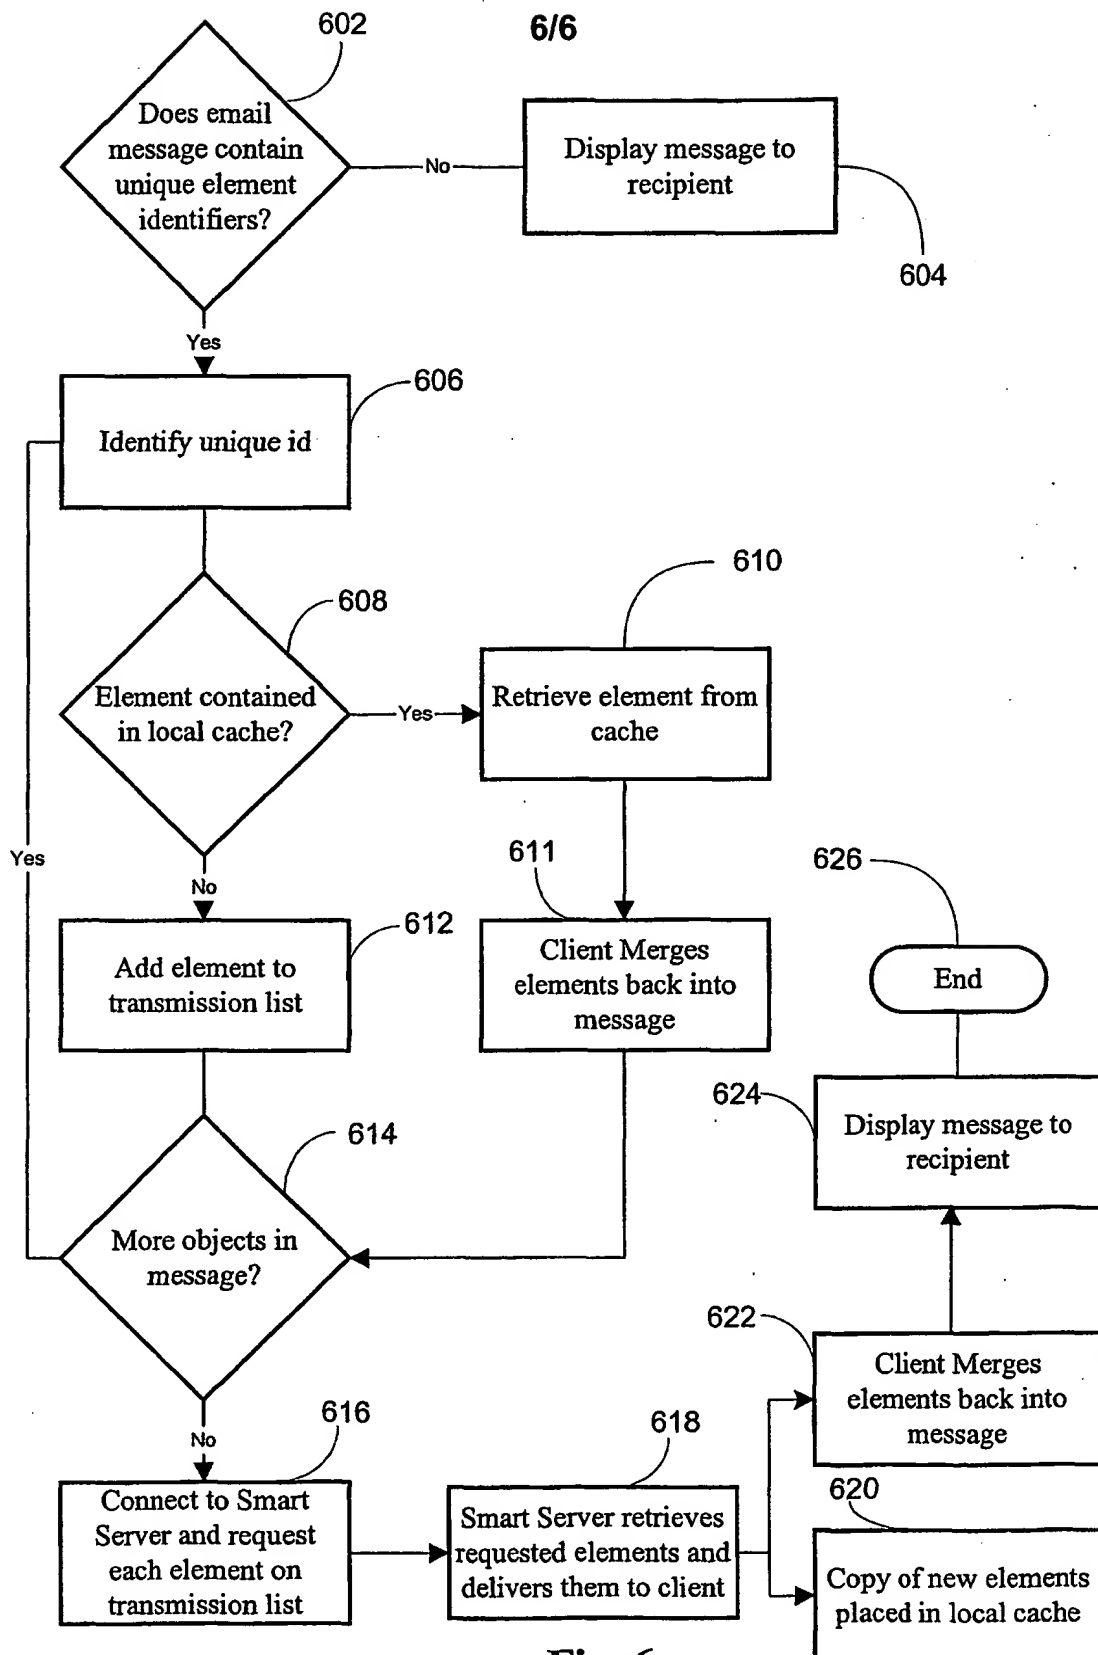 6/6
602
Does email
message contain
unique element
identifiers?
No
Display message to
recipient
604
Yes
606
Identify unique id
608
Element contained
in local cache?
Yes
610
Retrieve element from
cache
No
611
Client Merges
elements back into
message
612
Add element to
transmission list
Yes
614
More objects in
message?
No
616
Connect to Smart
Server and request
each element on
transmission list
618
Smart Server retrieves
requested elements and
delivers them to client
620
Copy of new elements
placed in local cache
622
Client Merges
elements back into
message
624
Display message to
recipient
626
End